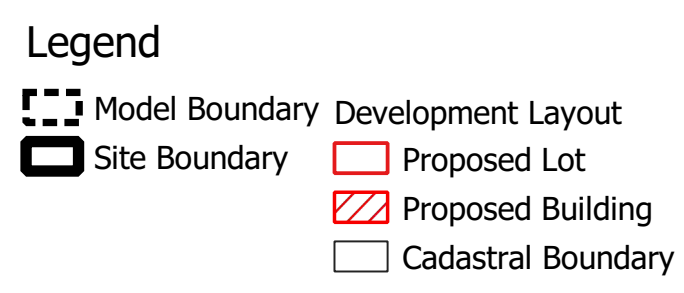 Legend
Model Boundary
Site Boundary
Development Layout
Proposed Lot
Proposed Building
Cadastral Boundary